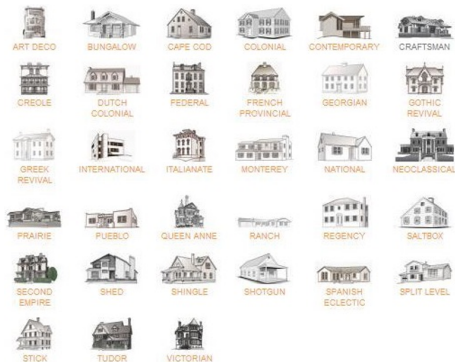 ART DECO
BUNGALOW
CAPE COD
COLONIAL
CONTEMPORARY
CRAFTSMAN
CREOLE
DUTCH
COLONIAL
FEDERAL
FRENCH
PROVINCIAL
GEORGIAN
GOTHIC
REVIVAL
GREEK
REVIVAL
INTERNATIONAL
ITALIANATE
MONTEREY
NATIONAL
NEOCLASSICAL
PRAIRIE
PUEBLO
QUEEN ANNE
RANCH
REGENCY
SALTBOX
SECOND
EMPIRE
SHED
SHINGLE
SHOTGUN
SPANISH
ECLECTIC
SPLIT LEVEL
STICK
TUDOR
VICTORIAN